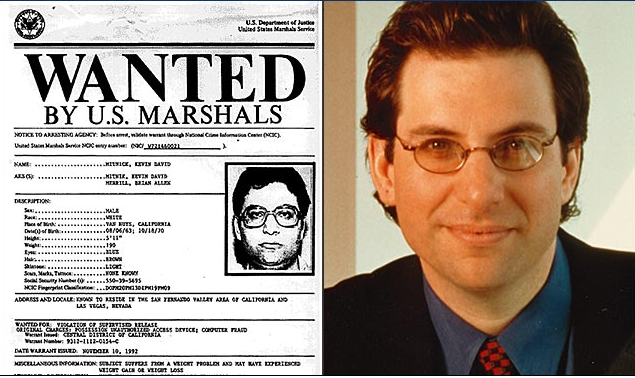 U.S. Department of Justice
United States Marshals Service
WANTED
BY U.S. MARSHALS
NOTICE TO ARRESTING AGENCY: Before arrest, validate warrant through National Crime Information Center (NCIC).
United States Marshals Service NCIC entry number: (NIC/ W721460021 ).
NAME: MITNICK, KEVIN DAVID
AKS(S): MITNIK, KEVIN DAVID
MERRILL, BRIAN ALLEN
DESCRIPTION:
Sex: MALE
Race: WHITE
Place of Birth: VAN NUYS, CALIFORNIA
Date(s) of Birth: 08/06/63; 10/18/70
Height: 5'11"
Weight: 190
Eyes: BLUE
Hair: BROWN
Skintone: LIGHT
Scars, Marks, Tattoos: NONE KNOWN
Social Security Number (s): 550-39-5695
NCIC Fingerprint Classification:
ADDRESS AND LOCALE: KNOWN TO RESIDE IN THE SAN FERNANDO VALLEY AREA OF CALIFORNIA AND
LAS VEGAS, NEVADA
WANTED FOR: VIOLATION OF SUPERVISED RELEASE
ORIGINAL CHARGES: POSSESSION UNAUTHORIZED ACCESS DEVICE; COMPUTER FRAUD
Warrant Issued: CENTRAL DISTRICT OF CALIFORNIA
Warrant Number: 9312-1112-0154-C
DATE WARRANT ISSUED: NOVEMBER 10, 1992
MISCELLANEOUS INFORMATION: SUBJECT SUFFERS FROM A WEIGHT PROBLEM AND MAY HAVE EXPERIENCED
WEIGHT GAIN OR WEIGHT LOSS